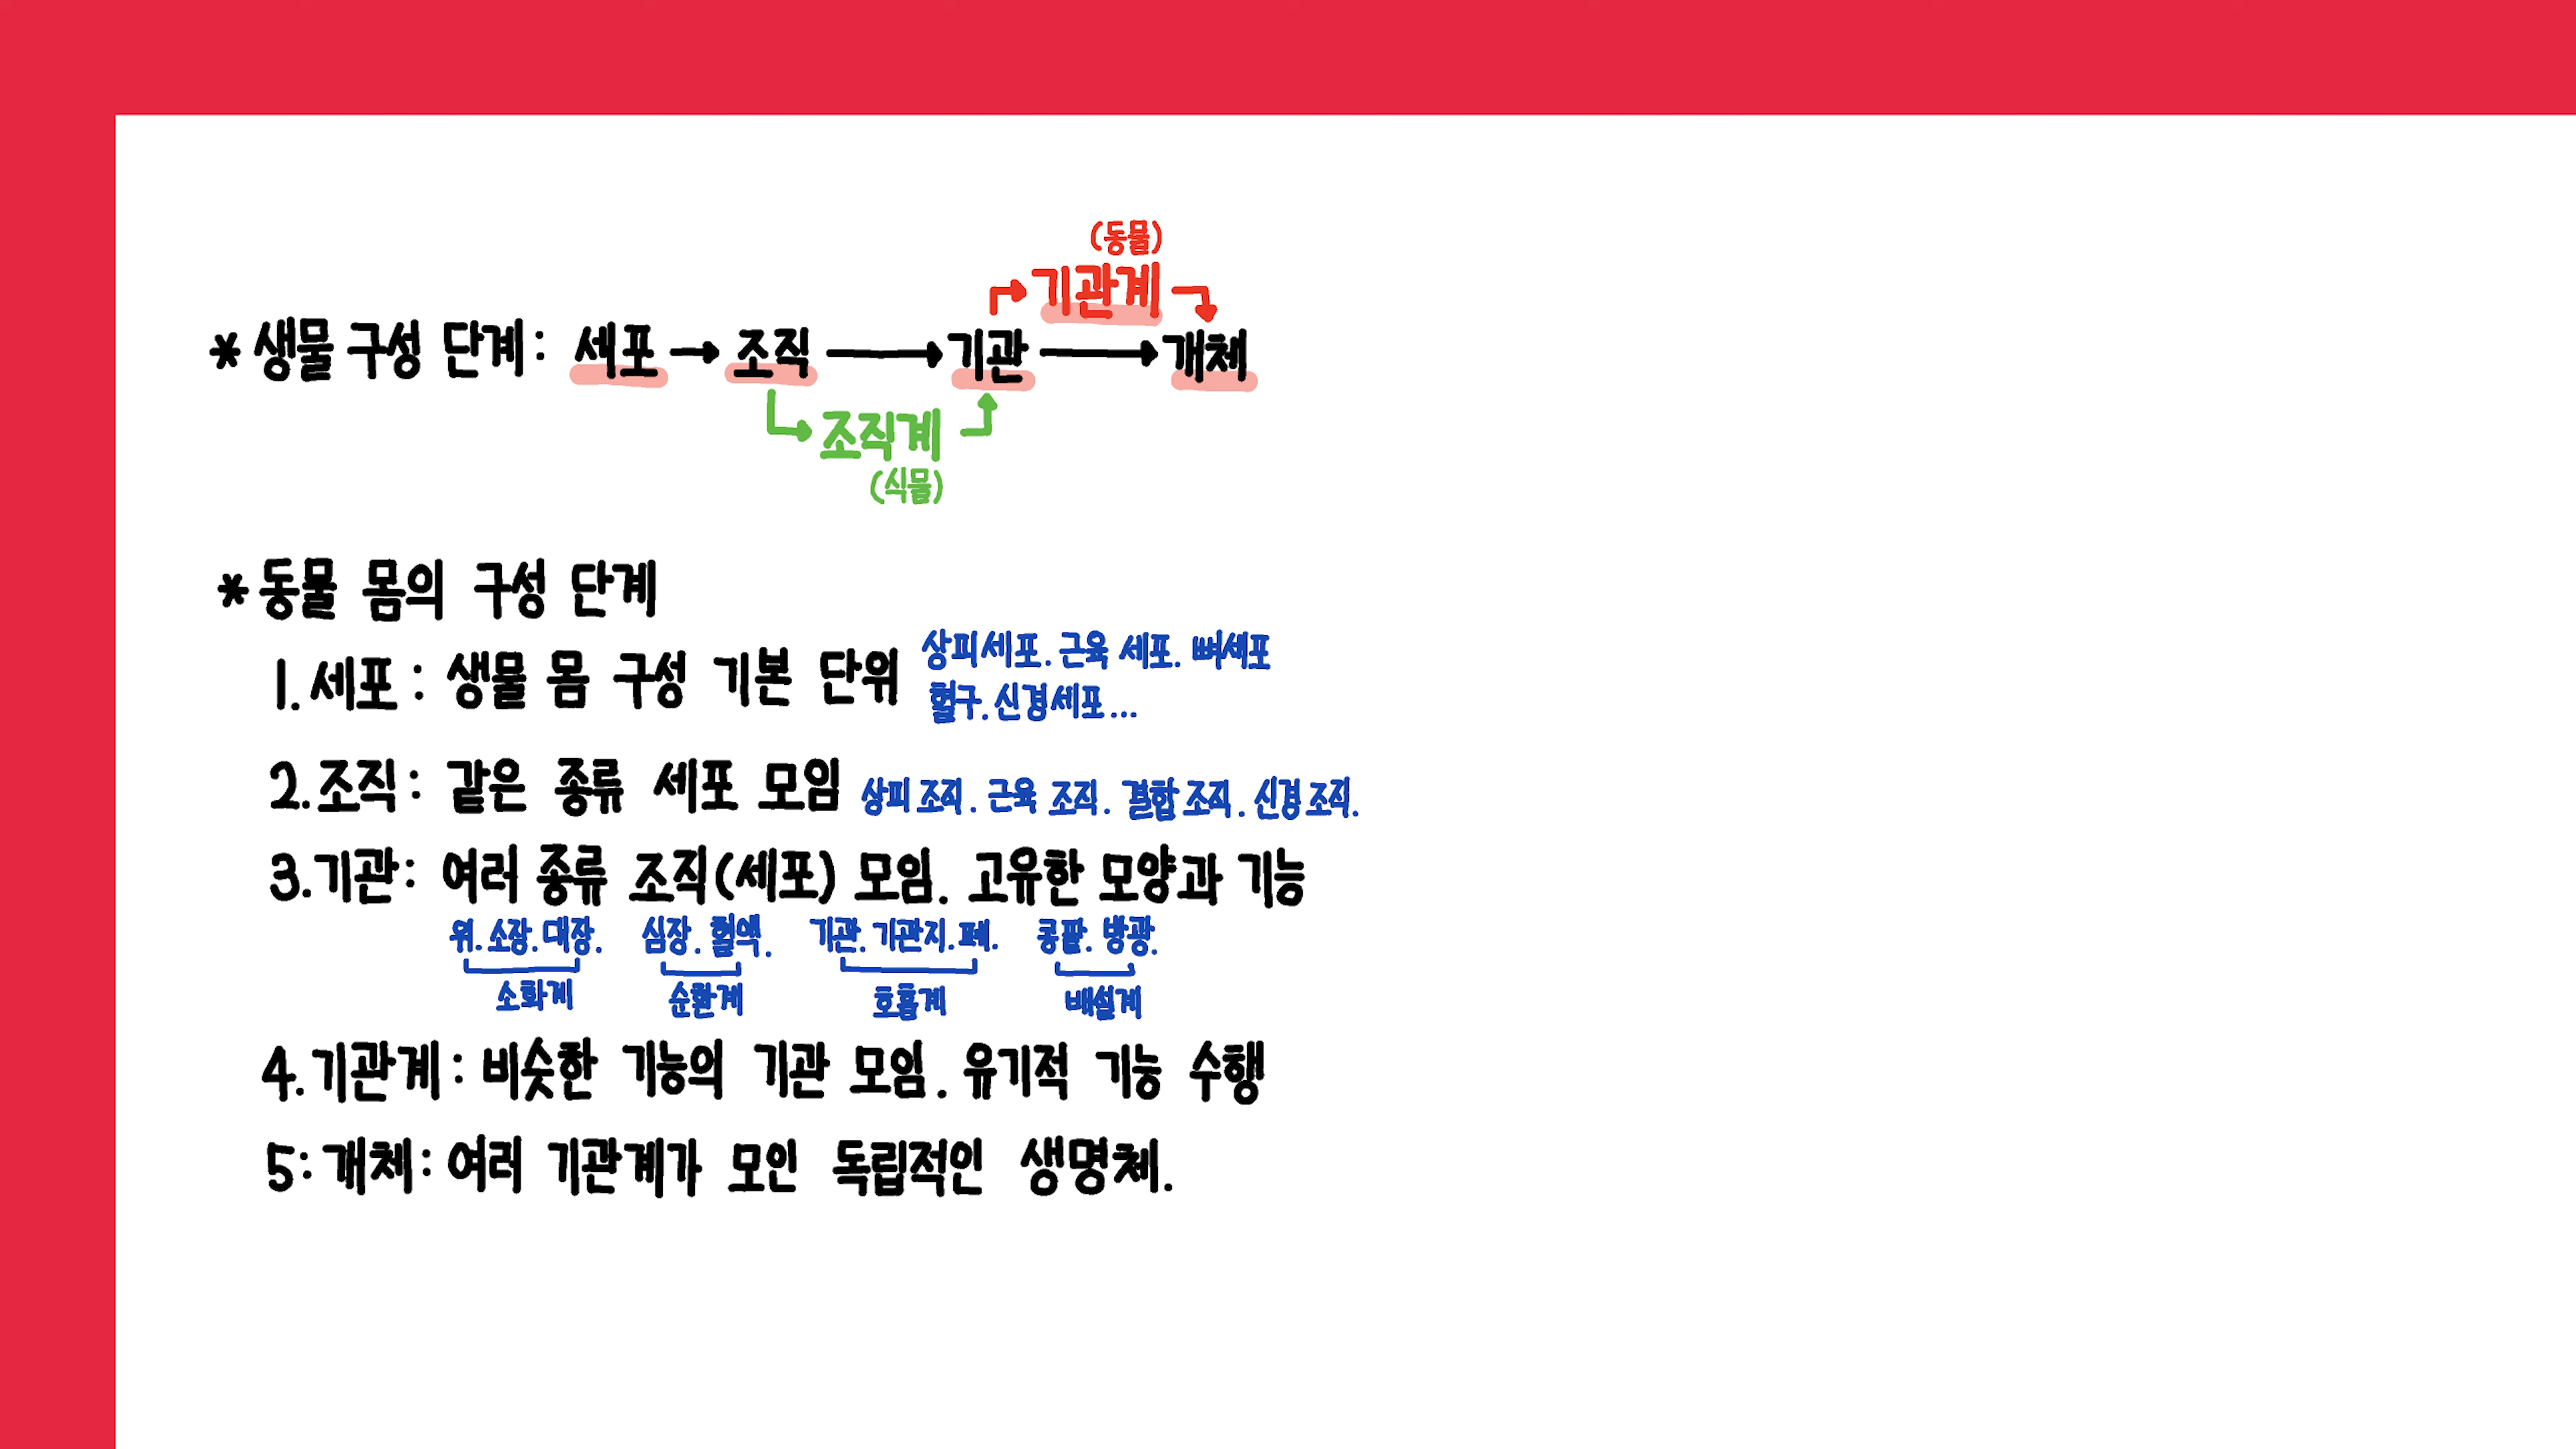 (동물)
기관계
* 생물 구성 단계: 세포 → 조직 → 기관 → 개체
조직계
(식물)
* 동물 몸의 구성 단계
1. 세포 : 생물 몸 구성 기본 단위 상피세포. 근육 세포. 뼈세포
혈구. 신경세포...
2. 조직 : 같은 종류 세포 모임 상피 조직. 근육 조직. 결합 조직. 신경 조직.
3. 기관 : 여러 종류 조직(세포) 모임. 고유한 모양과 기능
위. 소장. 대장. 심장. 혈액. 기관. 기관지. 폐. 콩팥. 방광.
소화계 순환계 호흡계 배설계
4. 기관계 : 비슷한 기능의 기관 모임. 유기적 기능 수행
5: 개체 : 여러 기관계가 모인 독립적인 생명체.